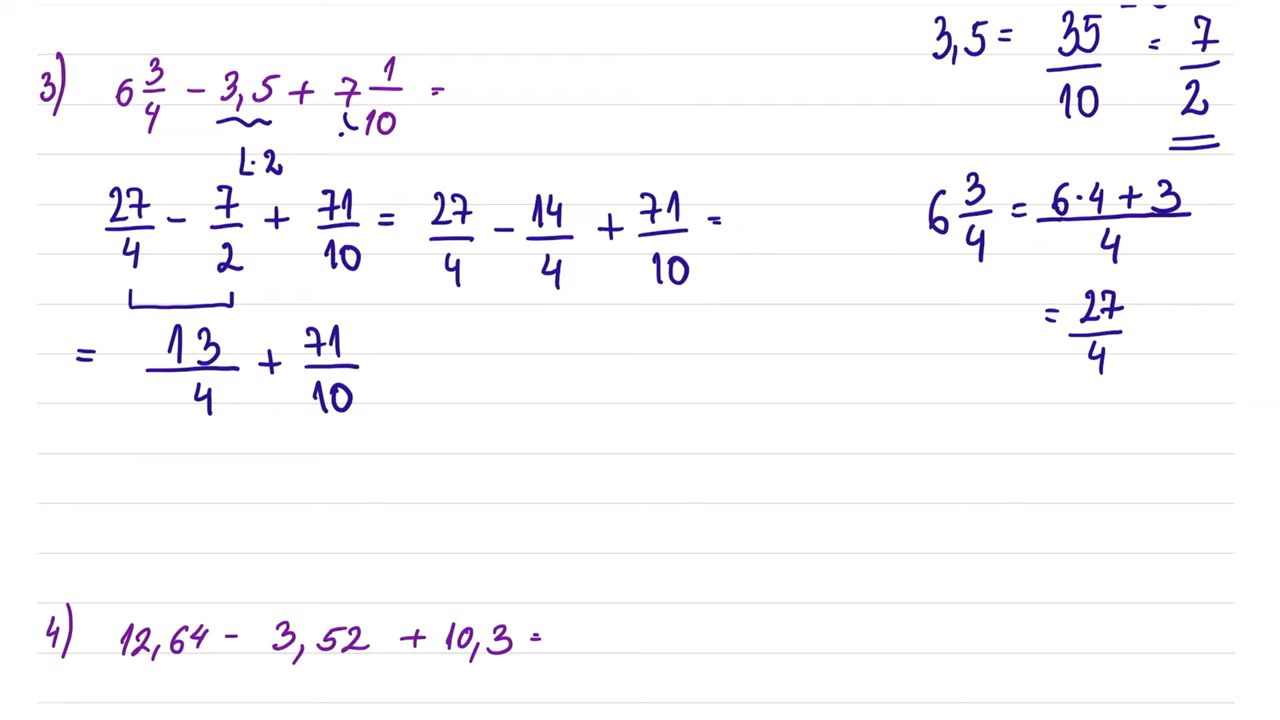 3) 6 3/4 - 3,5 + 7 1/10 =
L·2
27/4 - 7/2 + 71/10 = 27/4 - 14/4 + 71/10 =
= 13/4 + 71/10
3,5 = 35/10 = 7/2
6 3/4 = (6·4+3)/4
= 27/4
4) 12,64 - 3,52 + 10,3 =